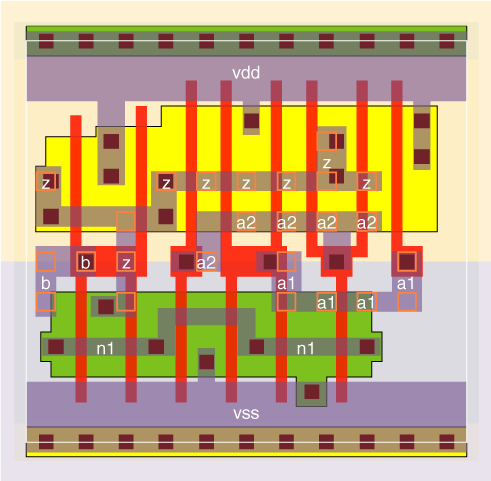 vdd
z
z z z z z z
a2 a2 a2 a2
b z a2
b a1 a1
a1 a1
n1 n1
vss